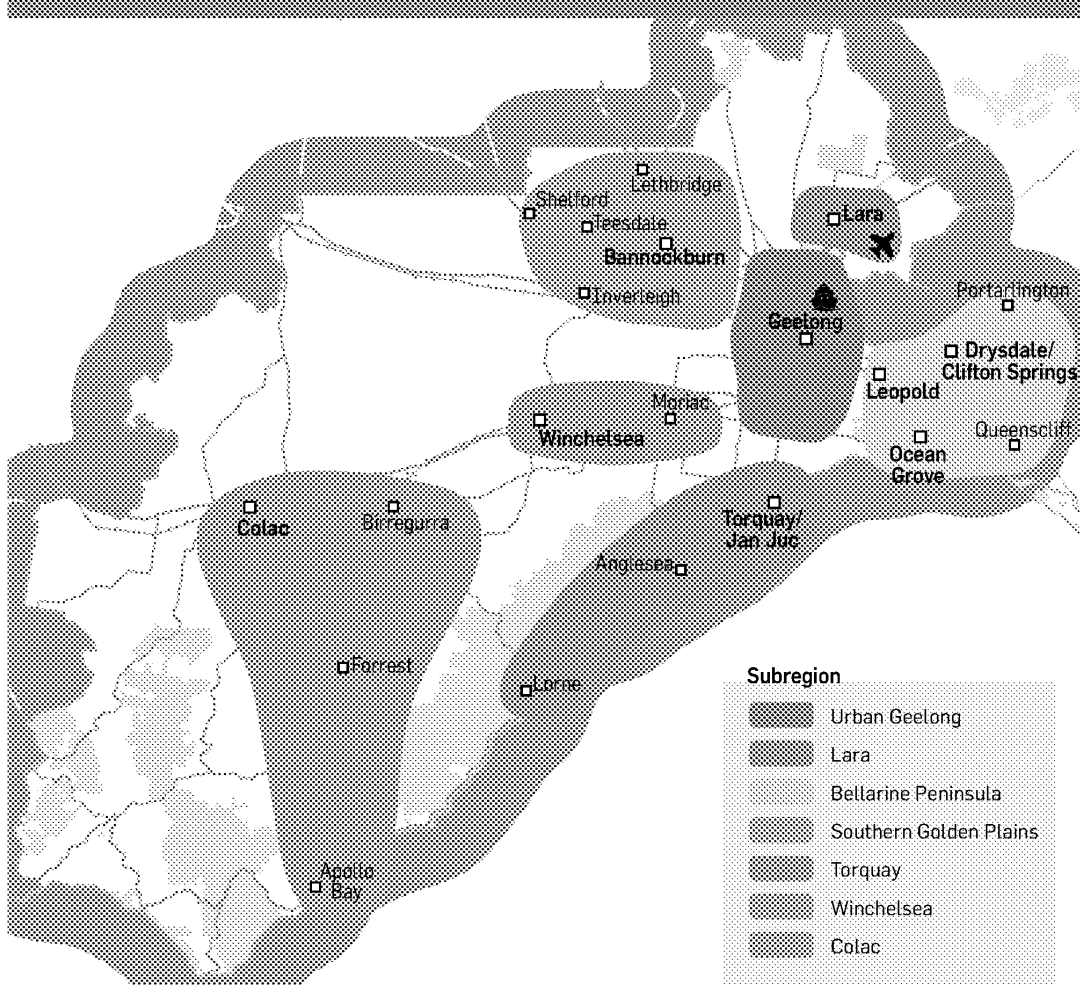 Lethbridge
Shelford
Lara
Teesdale
Bannockburn
Inverleigh
Portarlington
Geelong
Drysdale/
Clifton Springs
Leopold
Moriac
Winchelsea
Queenscliff
Ocean
Grove
Colac
Birregurra
Torquay/
Jan Juc
Anglesea
Forrest
Lorne
Apollo
Bay
Subregion
Urban Geelong
Lara
Bellarine Peninsula
Southern Golden Plains
Torquay
Winchelsea
Colac